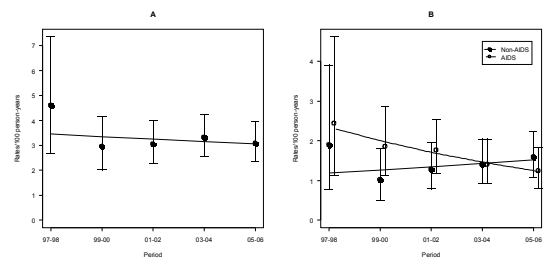 A
Rates/100 person-years
7
6
5
4
3
2
1
0
97-98 99-00 01-02 03-04 05-06
Period
B
Non-AIDS
AIDS
Rates/100 person-years
4
3
2
1
0
97-98 99-00 01-02 03-04 05-06
Period